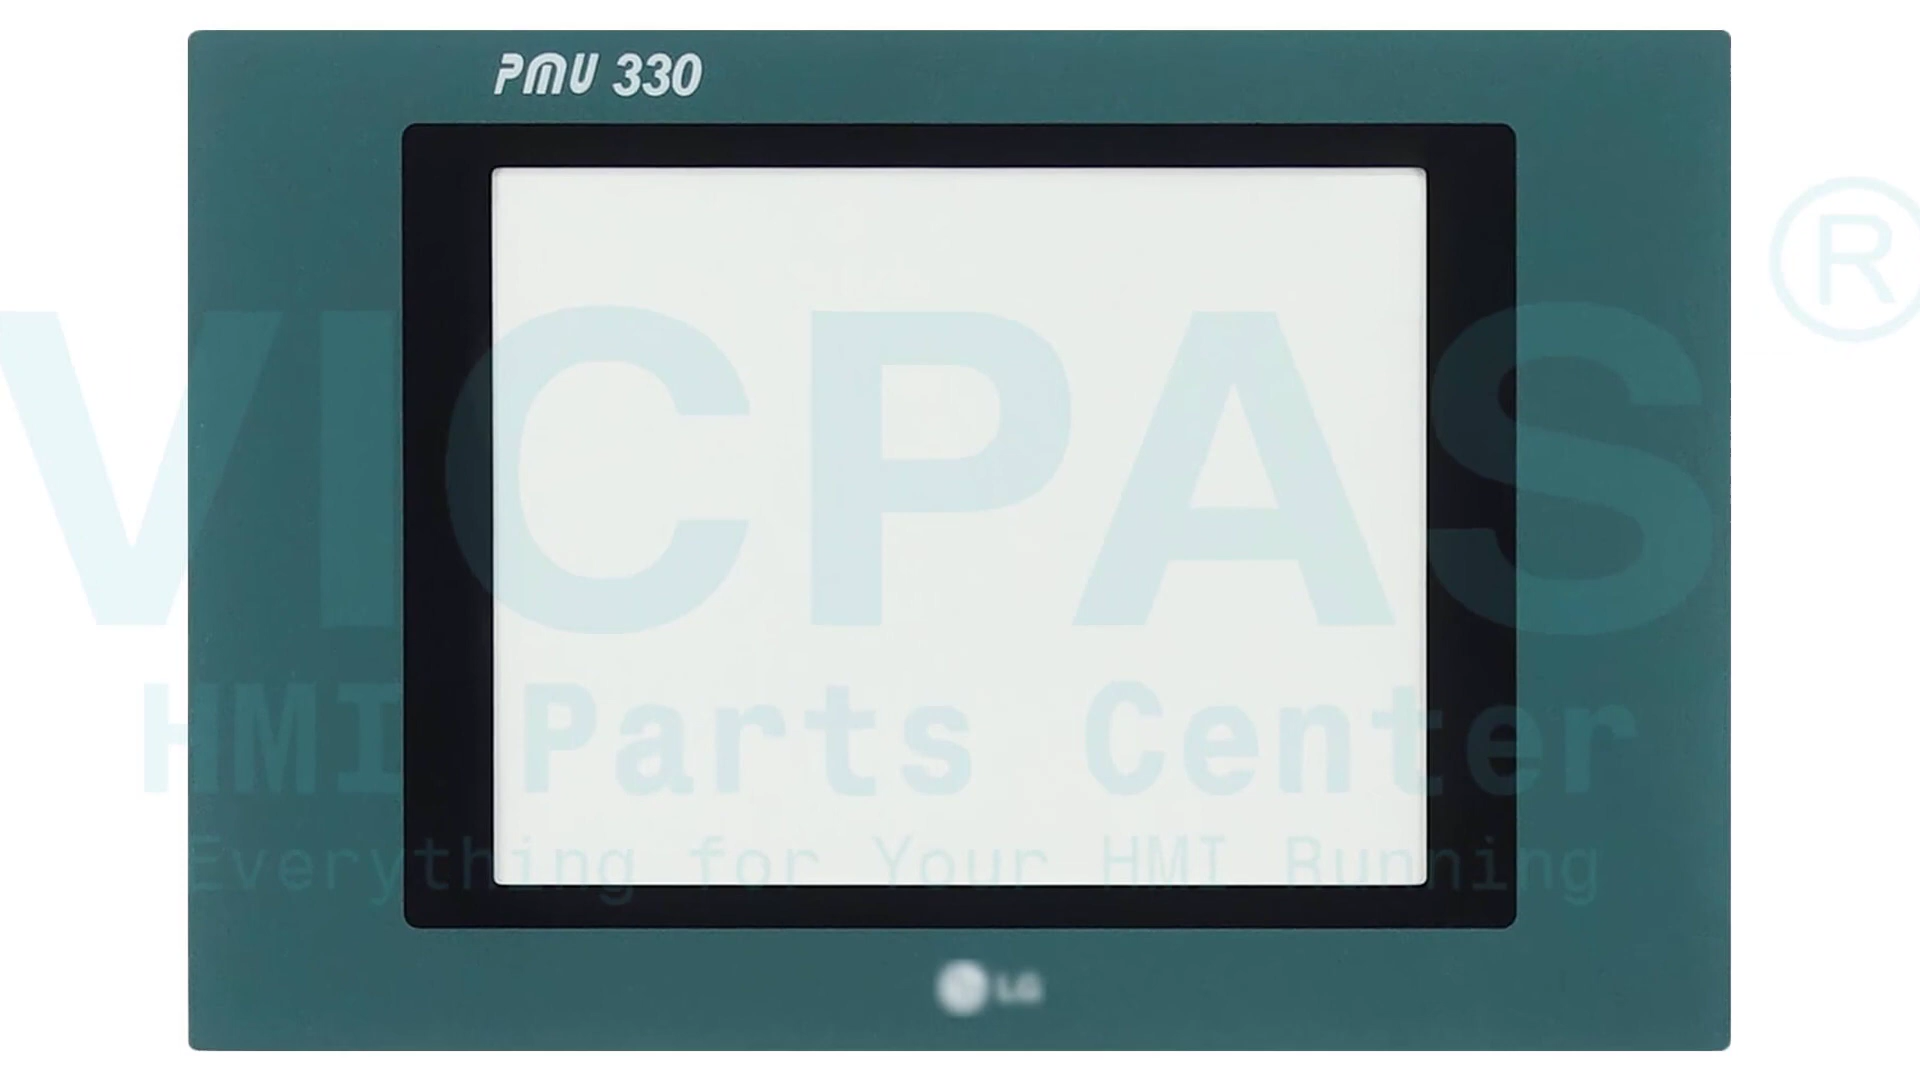 PMU 330
®
VICPAS
HMI Parts Center
Everything for Your HMI Running
LG